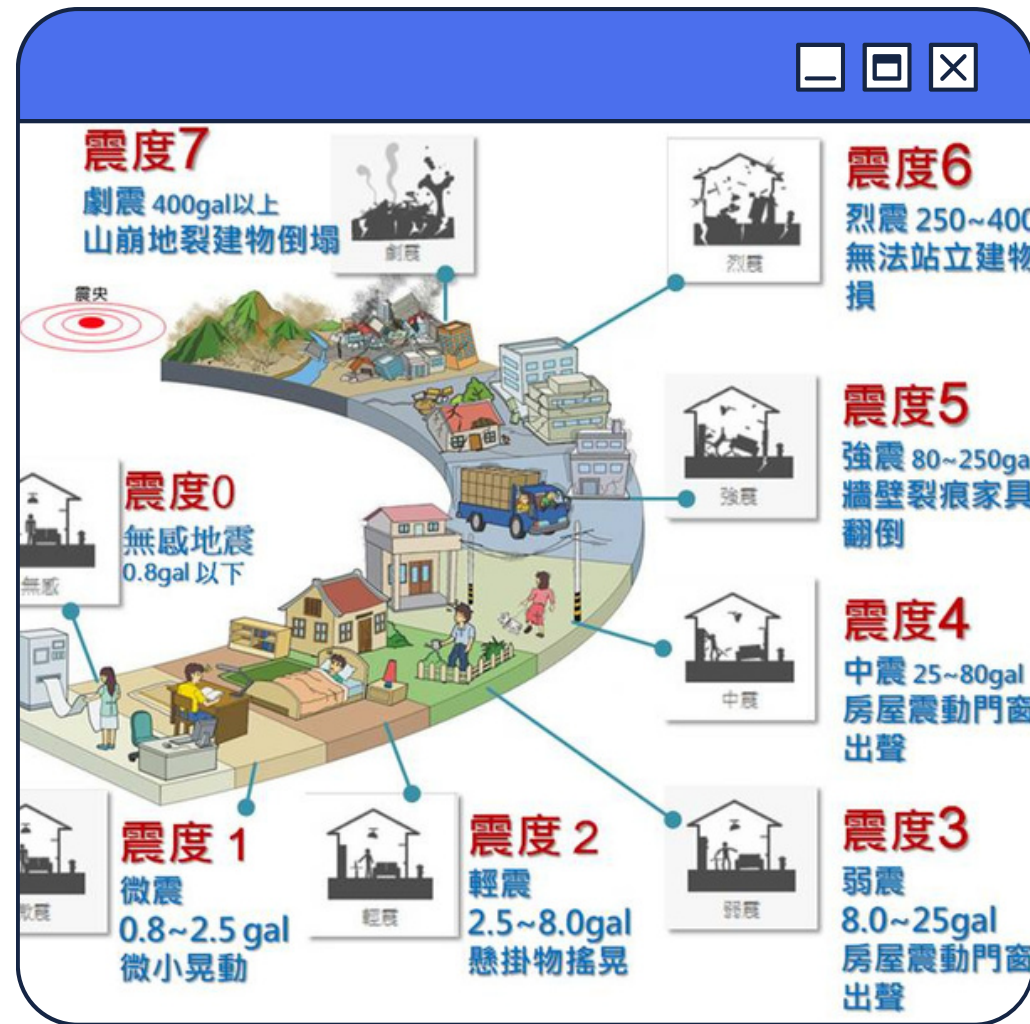 震度7
劇震 400gal以上
山崩地裂建物倒塌
劇震
震央
震度6
烈震 250~400
無法站立建物
損
烈震
震度5
強震 80~250ga
牆壁裂痕家具
翻倒
強震
震度0
無感地震
0.8gal 以下
無感
震度4
中震 25~80gal
房屋震動門窗
出聲
中震
震度 1
微震
0.8~2.5 gal
微小晃動
微震
震度 2
輕震
2.5~8.0gal
懸掛物搖晃
輕震
震度3
弱震
8.0~25gal
房屋震動門窗
出聲
弱震